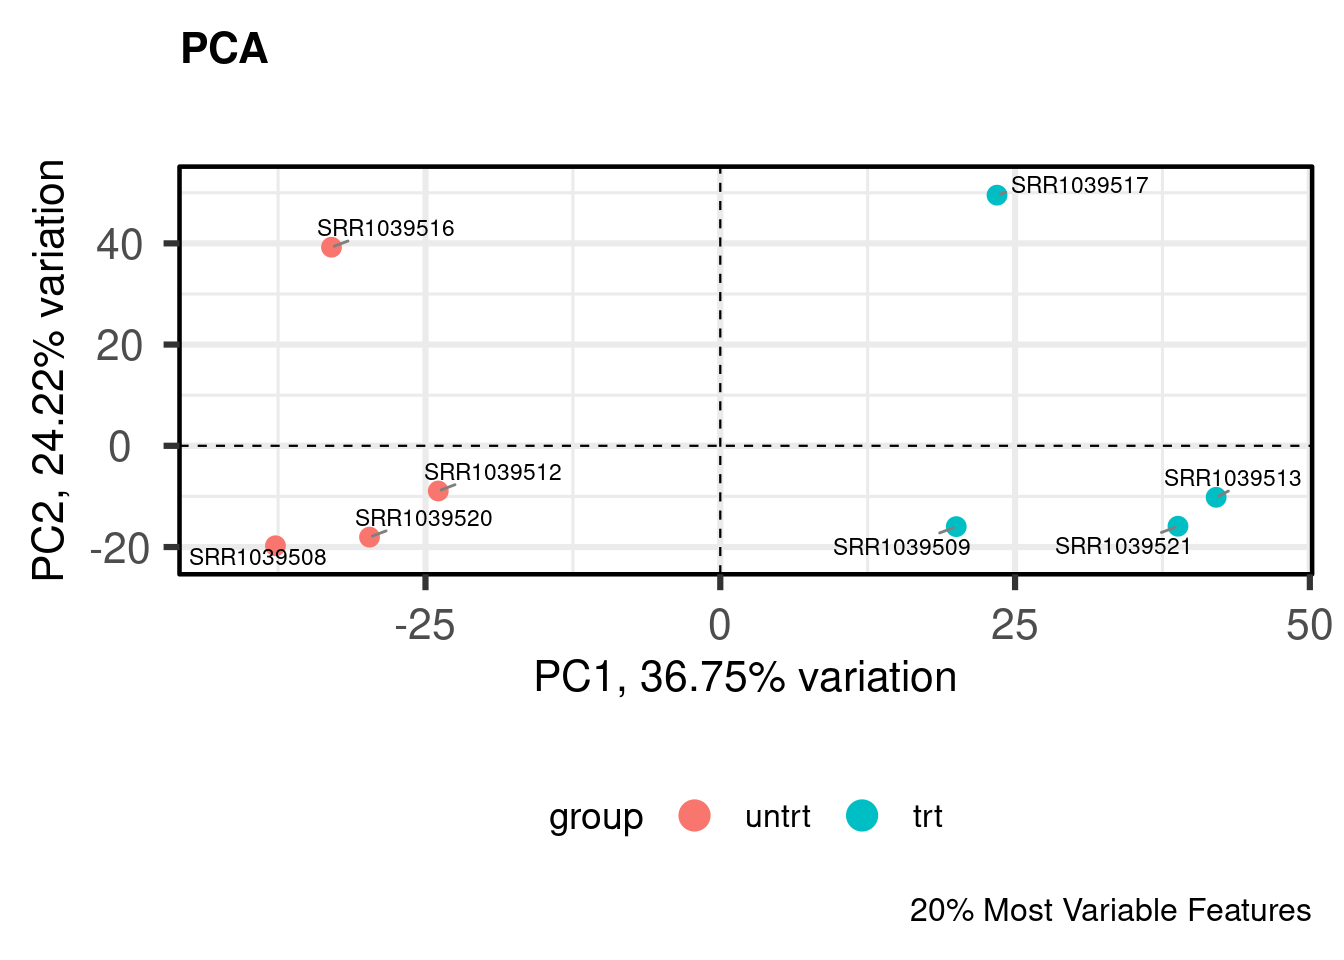 PCA
PC2, 24.22% variation
40
20
0
-20
SRR1039517
SRR1039516
SRR1039512
SRR1039513
SRR1039520
SRR1039509
SRR1039521
SRR1039508
-25
0
25
50
PC1, 36.75% variation
group untrt trt
20% Most Variable Features